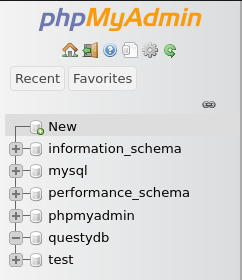 phpMyAdmin
Recent Favorites
New
information_schema
mysql
performance_schema
phpmyadmin
questydb
test